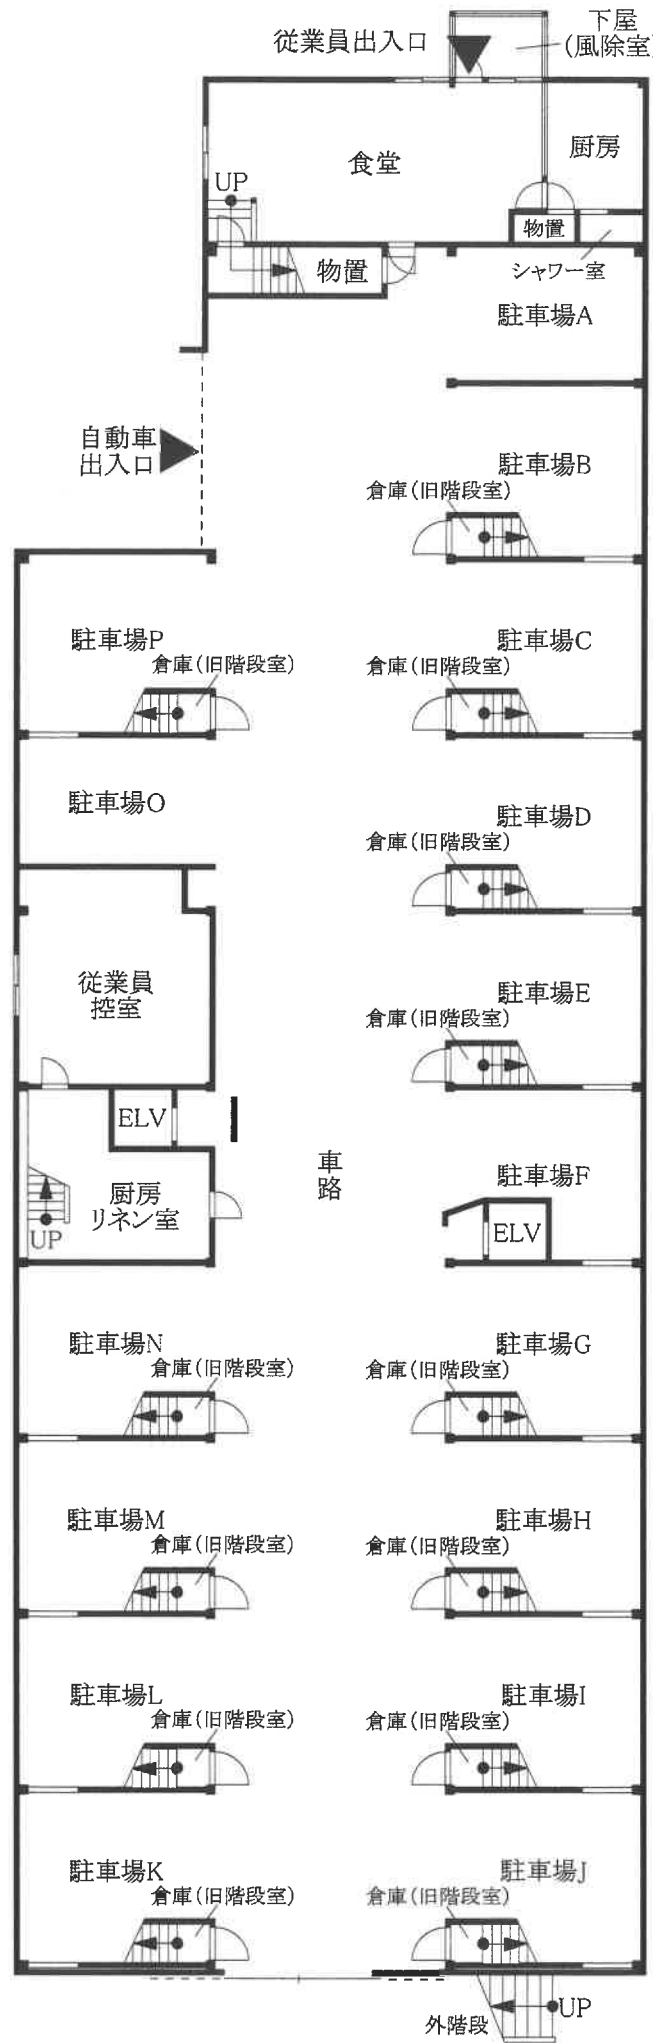 従業員出入口
下屋
(風除室)
食堂
厨房
UP
物置
物置
シャワー室
駐車場A
自動車
出入口
駐車場B
倉庫(旧階段室)
駐車場P
倉庫(旧階段室)
駐車場C
倉庫(旧階段室)
駐車場O
駐車場D
倉庫(旧階段室)
従業員
控室
駐車場E
倉庫(旧階段室)
ELV
車
路
厨房
リネン室
UP
駐車場F
ELV
駐車場N
倉庫(旧階段室)
駐車場G
倉庫(旧階段室)
駐車場M
倉庫(旧階段室)
駐車場H
倉庫(旧階段室)
駐車場L
倉庫(旧階段室)
駐車場I
倉庫(旧階段室)
駐車場K
倉庫(旧階段室)
駐車場J
倉庫(旧階段室)
外階段
UP